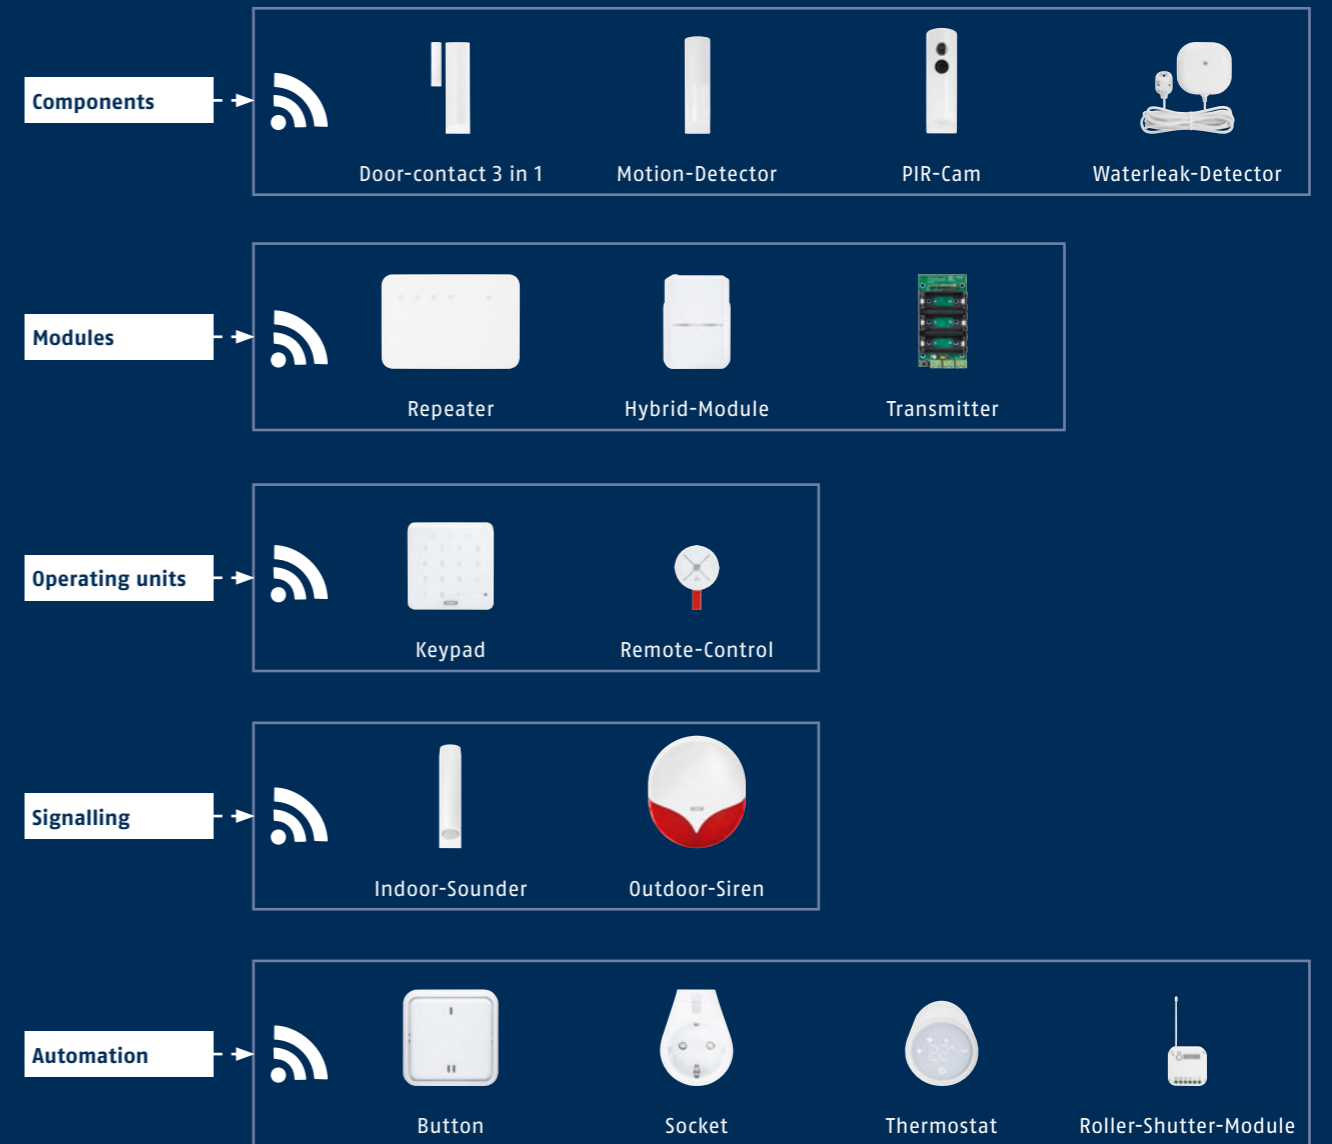 Components
Door-contact 3 in 1
Motion-Detector
PIR-Cam
Waterleak-Detector
Modules
Repeater
Hybrid-Module
Transmitter
Operating units
Keypad
Remote-Control
Signalling
Indoor-Sounder
Outdoor-Siren
Automation
Button
Socket
Thermostat
Roller-Shutter-Module